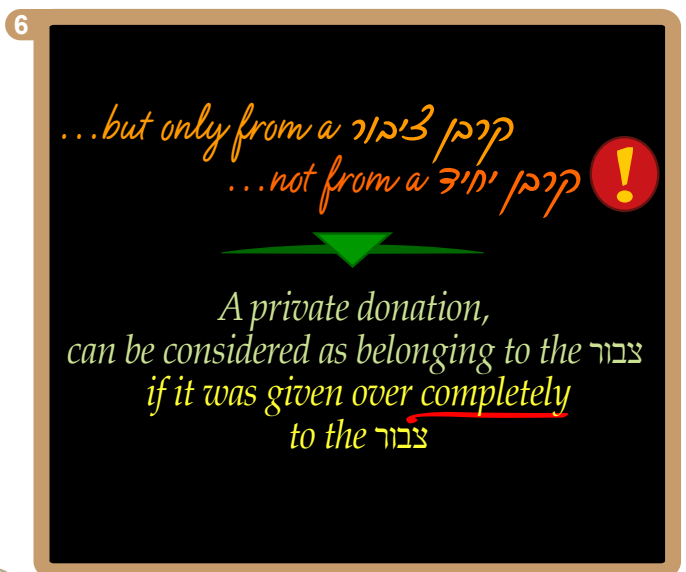 6
...but only from a קרבן ציבור
...not from a קרבן יחיד
!
A private donation,
can be considered as belonging to the צבור
if it was given over completely
to the צבור